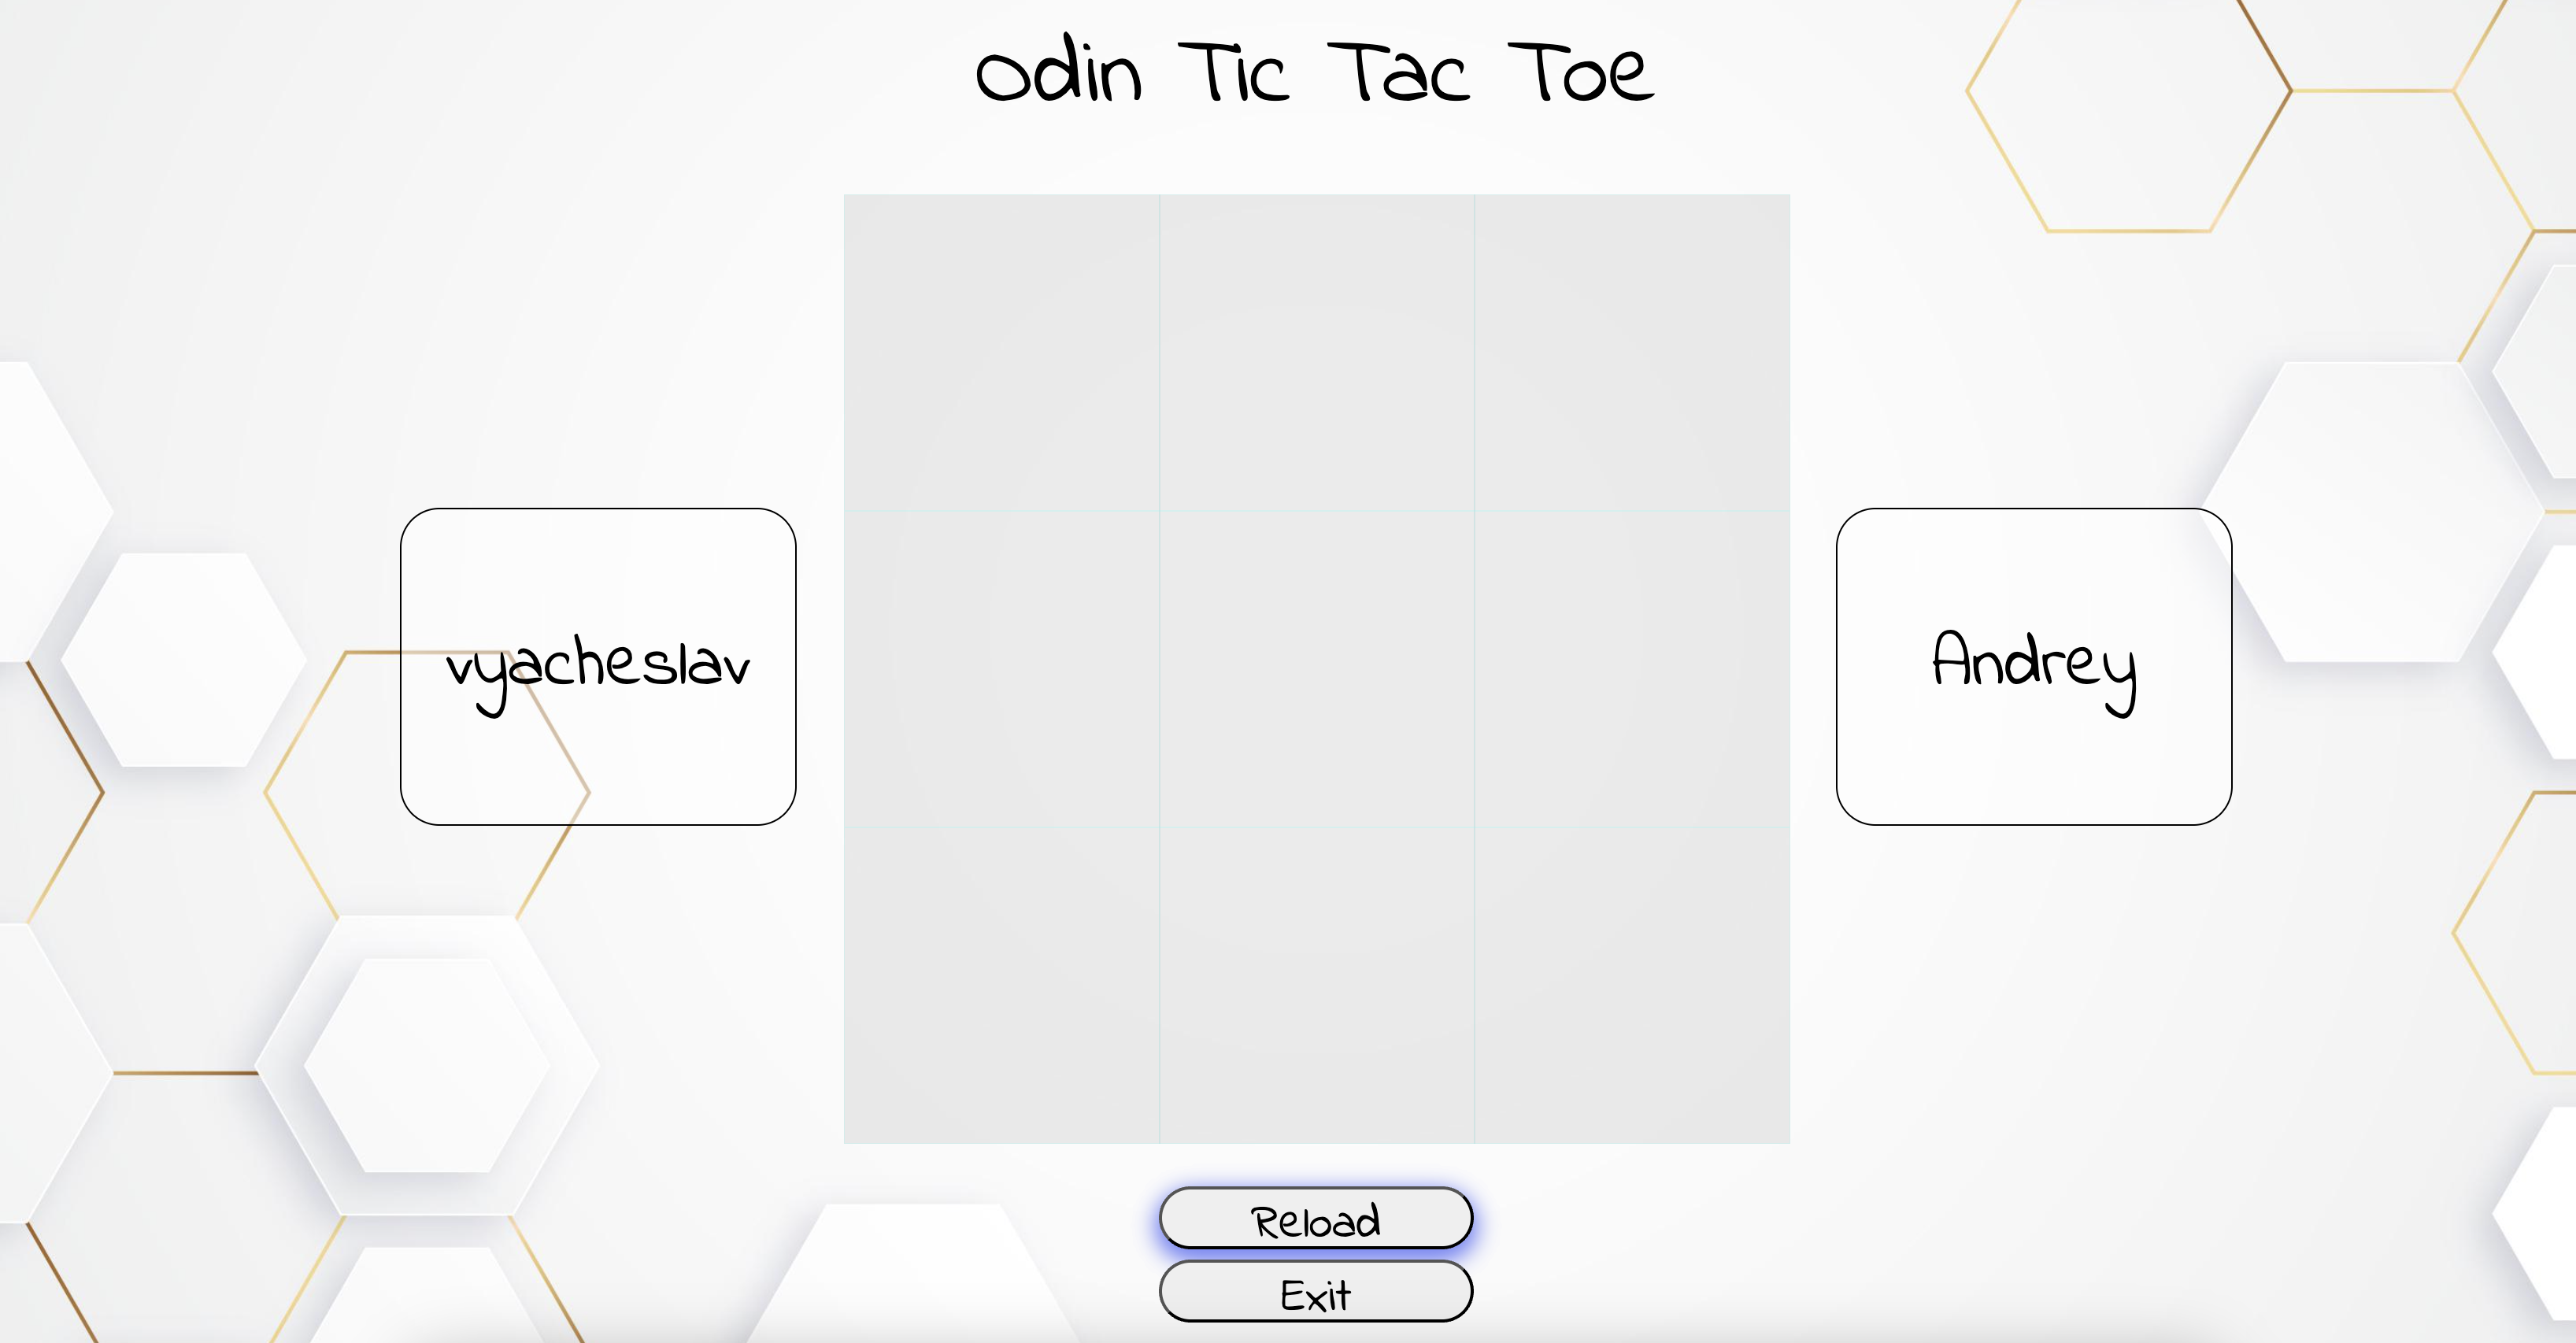 Odin Tic Tac Toe
vyacheslav
Andrey
Reload
Exit